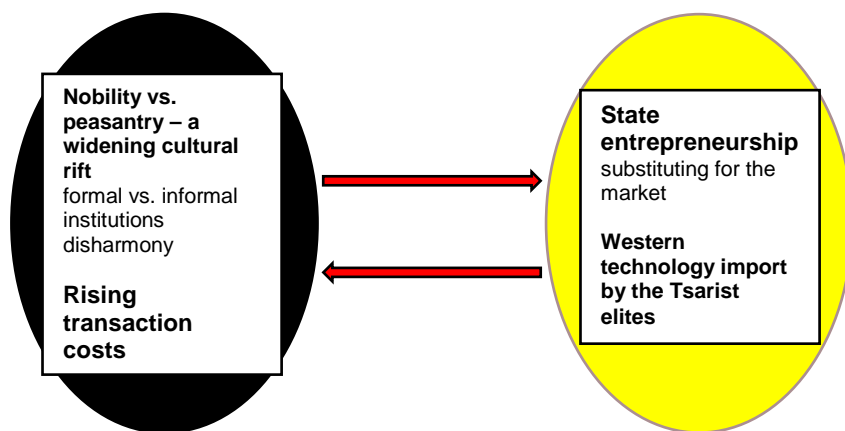 Nobility vs.
peasantry – a
widening cultural
rift
formal vs. informal
institutions
disharmony
Rising
transaction
costs
State
entrepreneurship
substituting for the
market
Western
technology import
by the Tsarist
elites